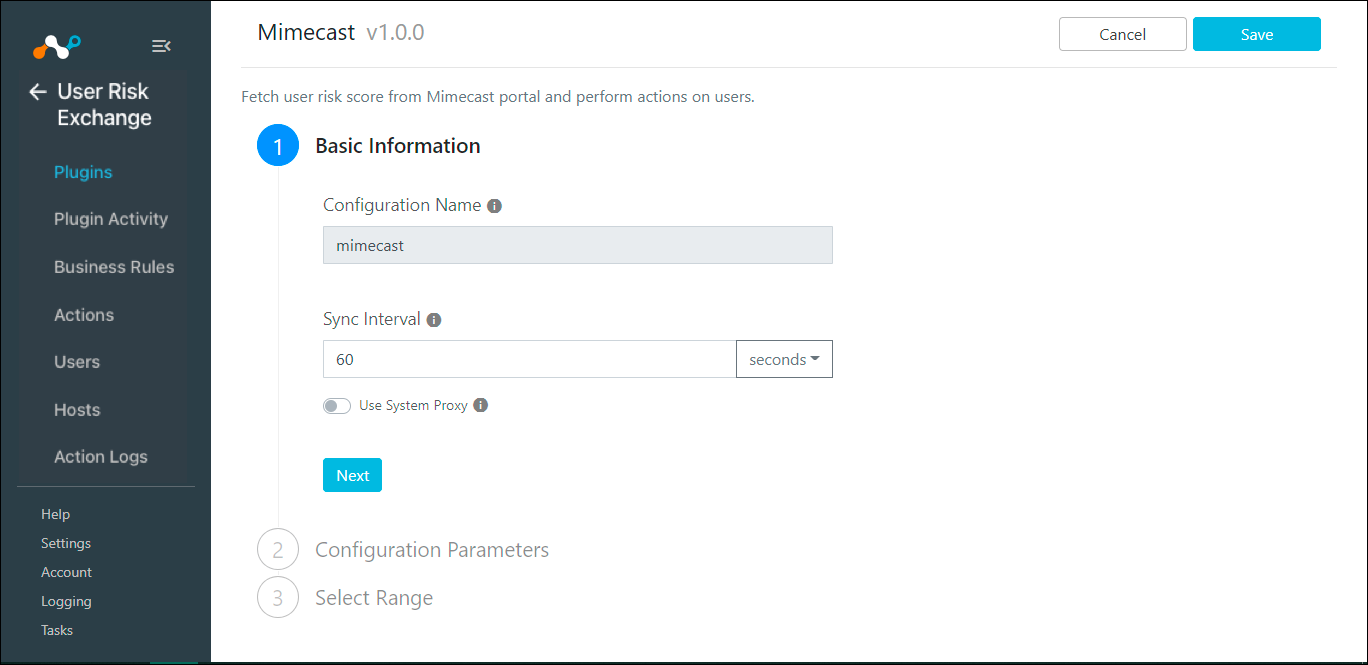 User Risk
Exchange
Plugins
Plugin Activity
Business Rules
Actions
Users
Hosts
Action Logs
Help
Settings
Account
Logging
Tasks
Mimecast v1.0.0
Cancel
Save
Fetch user risk score from Mimecast portal and perform actions on users.
1 Basic Information
Configuration Name
mimecast
Sync Interval
60 seconds
Use System Proxy
Next
2 Configuration Parameters
3 Select Range